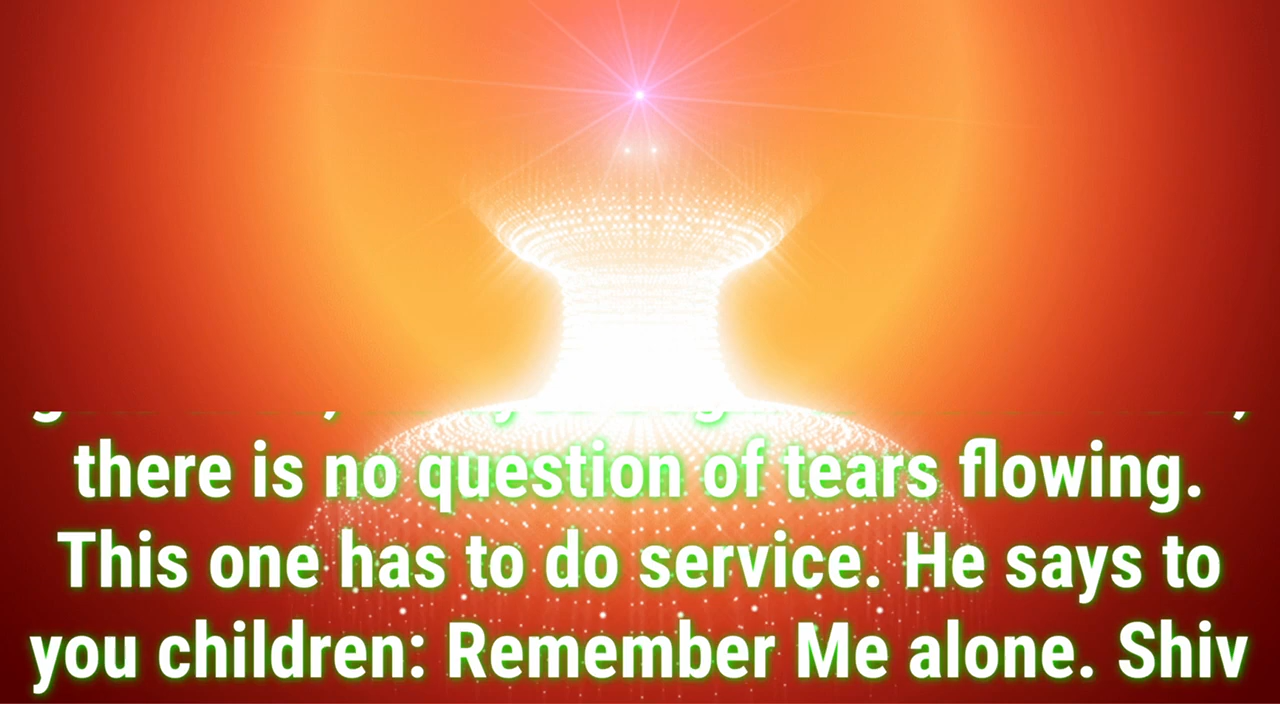 there is no question of tears flowing.
This one has to do service. He says to
you children: Remember Me alone. Shiv